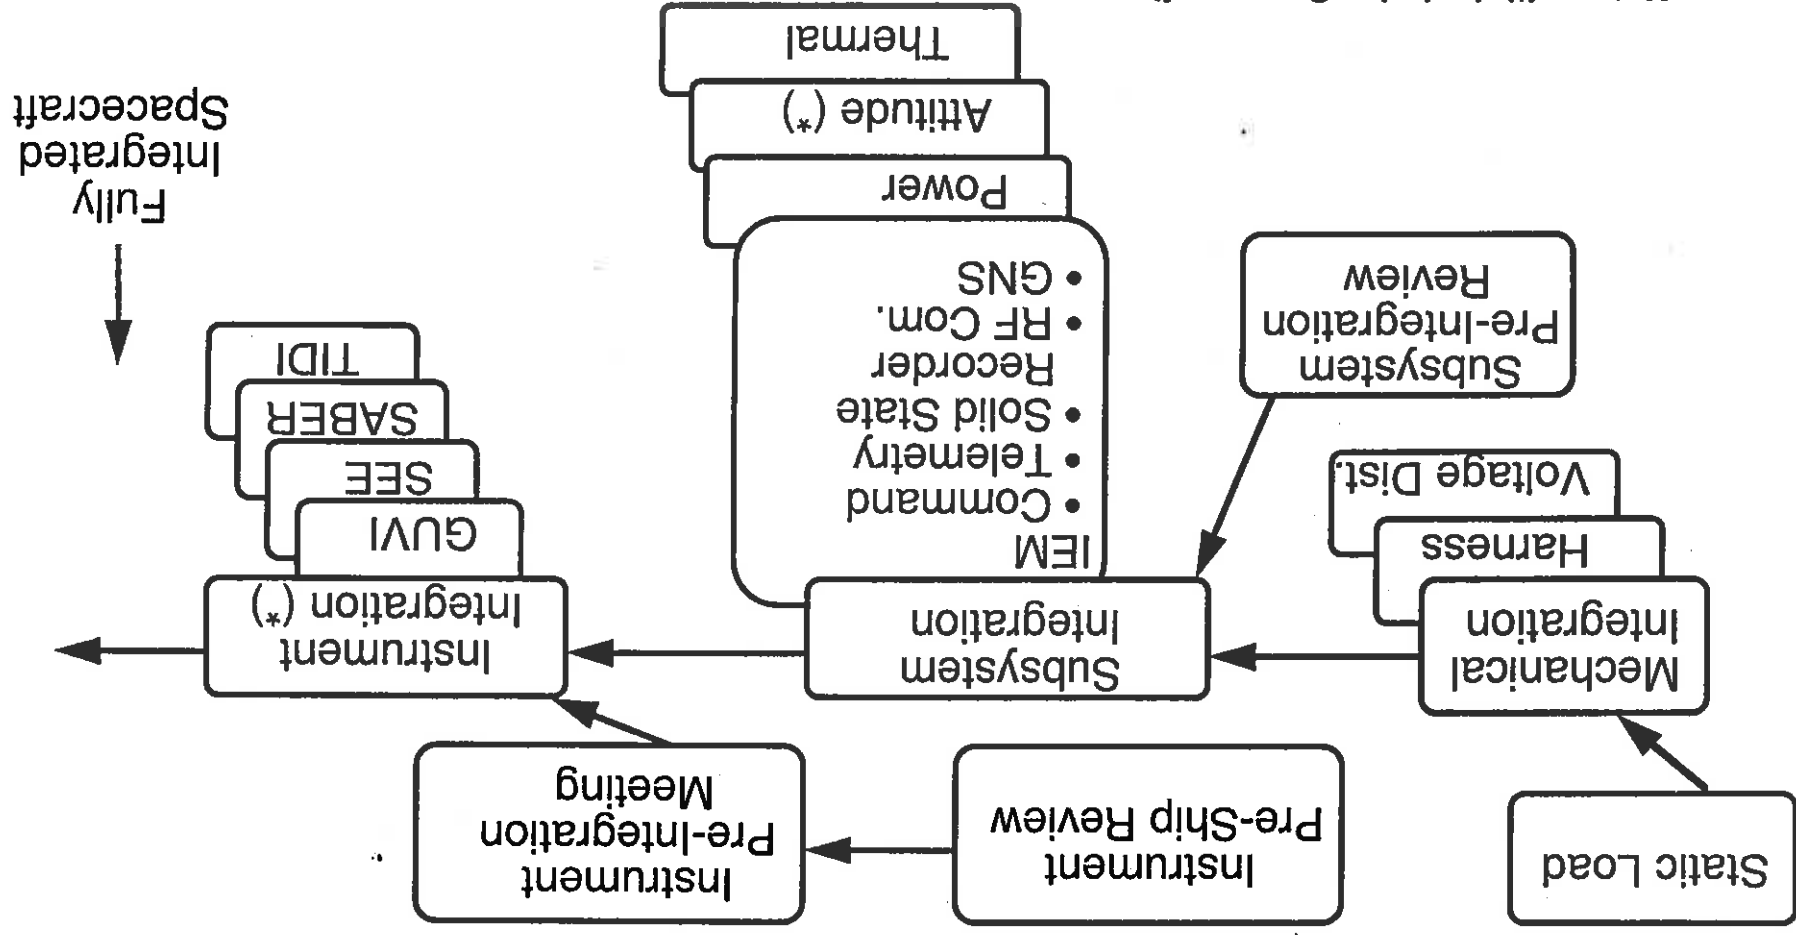 Static Load
Instrument
Pre-Ship Review
Instrument
Pre-Integration
Meeting
Mechanical
Integration
Harness
Voltage Dist.
Subsystem
Integration
IEM
• Command
• Telemetry
• Solid State
Recorder
• RF Com.
• GNS
Power
Attitude (*)
Thermal
Instrument
Integration (*)
GUVI
SEE
SABER
TIDI
Subsystem
Pre-Integration
Review
Fully
Integrated
Spacecraft